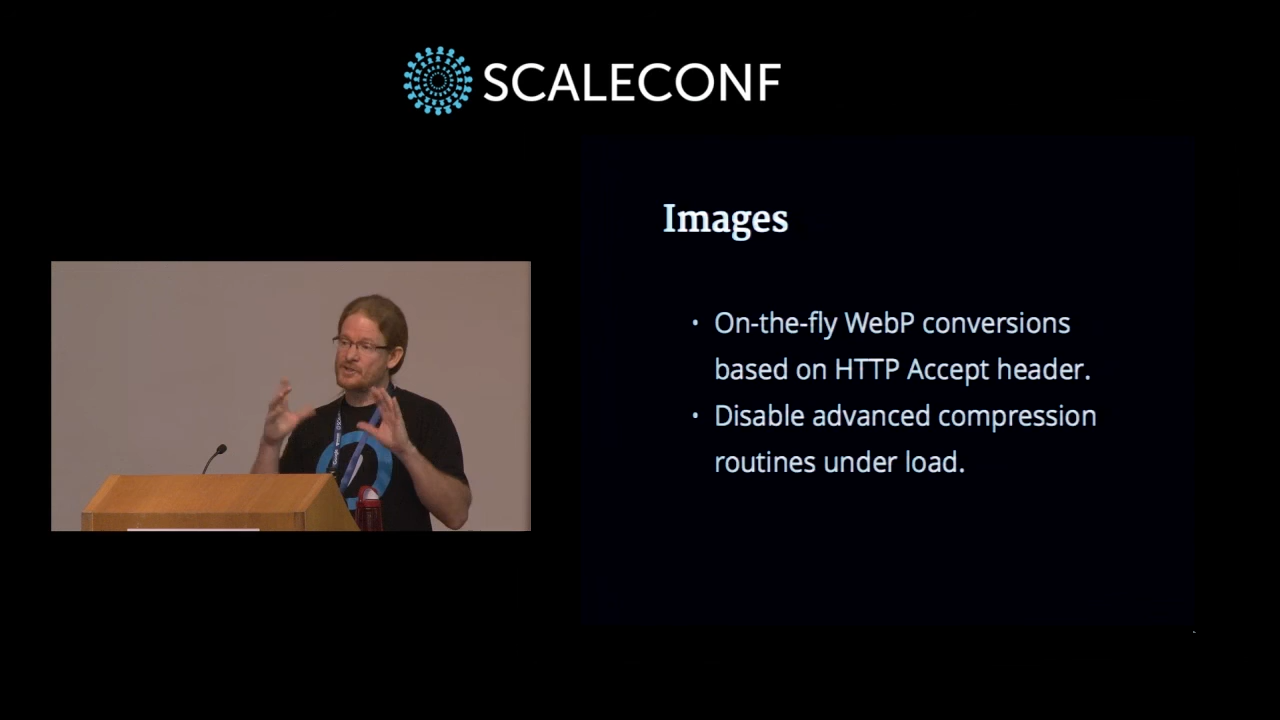 SCALECONF
Images
• On-the-fly WebP conversions
based on HTTP Accept header.
• Disable advanced compression
routines under load.